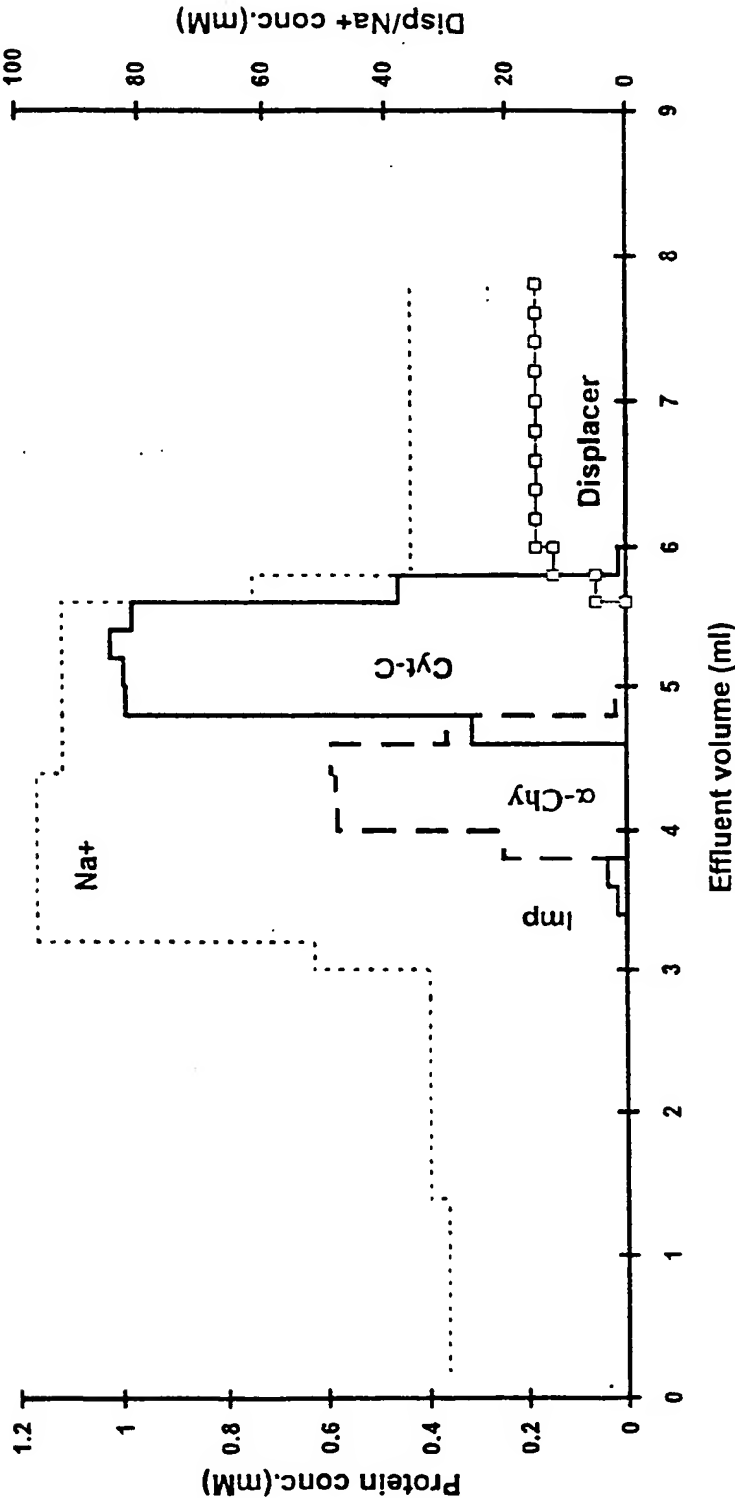 Protein conc.(mM)
1.2
1
0.8
0.6
0.4
0.2
0
Disp/Na+ conc.(mM)
100
80
60
40
20
0
Na+
Imp
α-Chy
Cyt-C
Displacer
0
1
2
3
4
5
6
7
8
9
Effluent volume (ml)